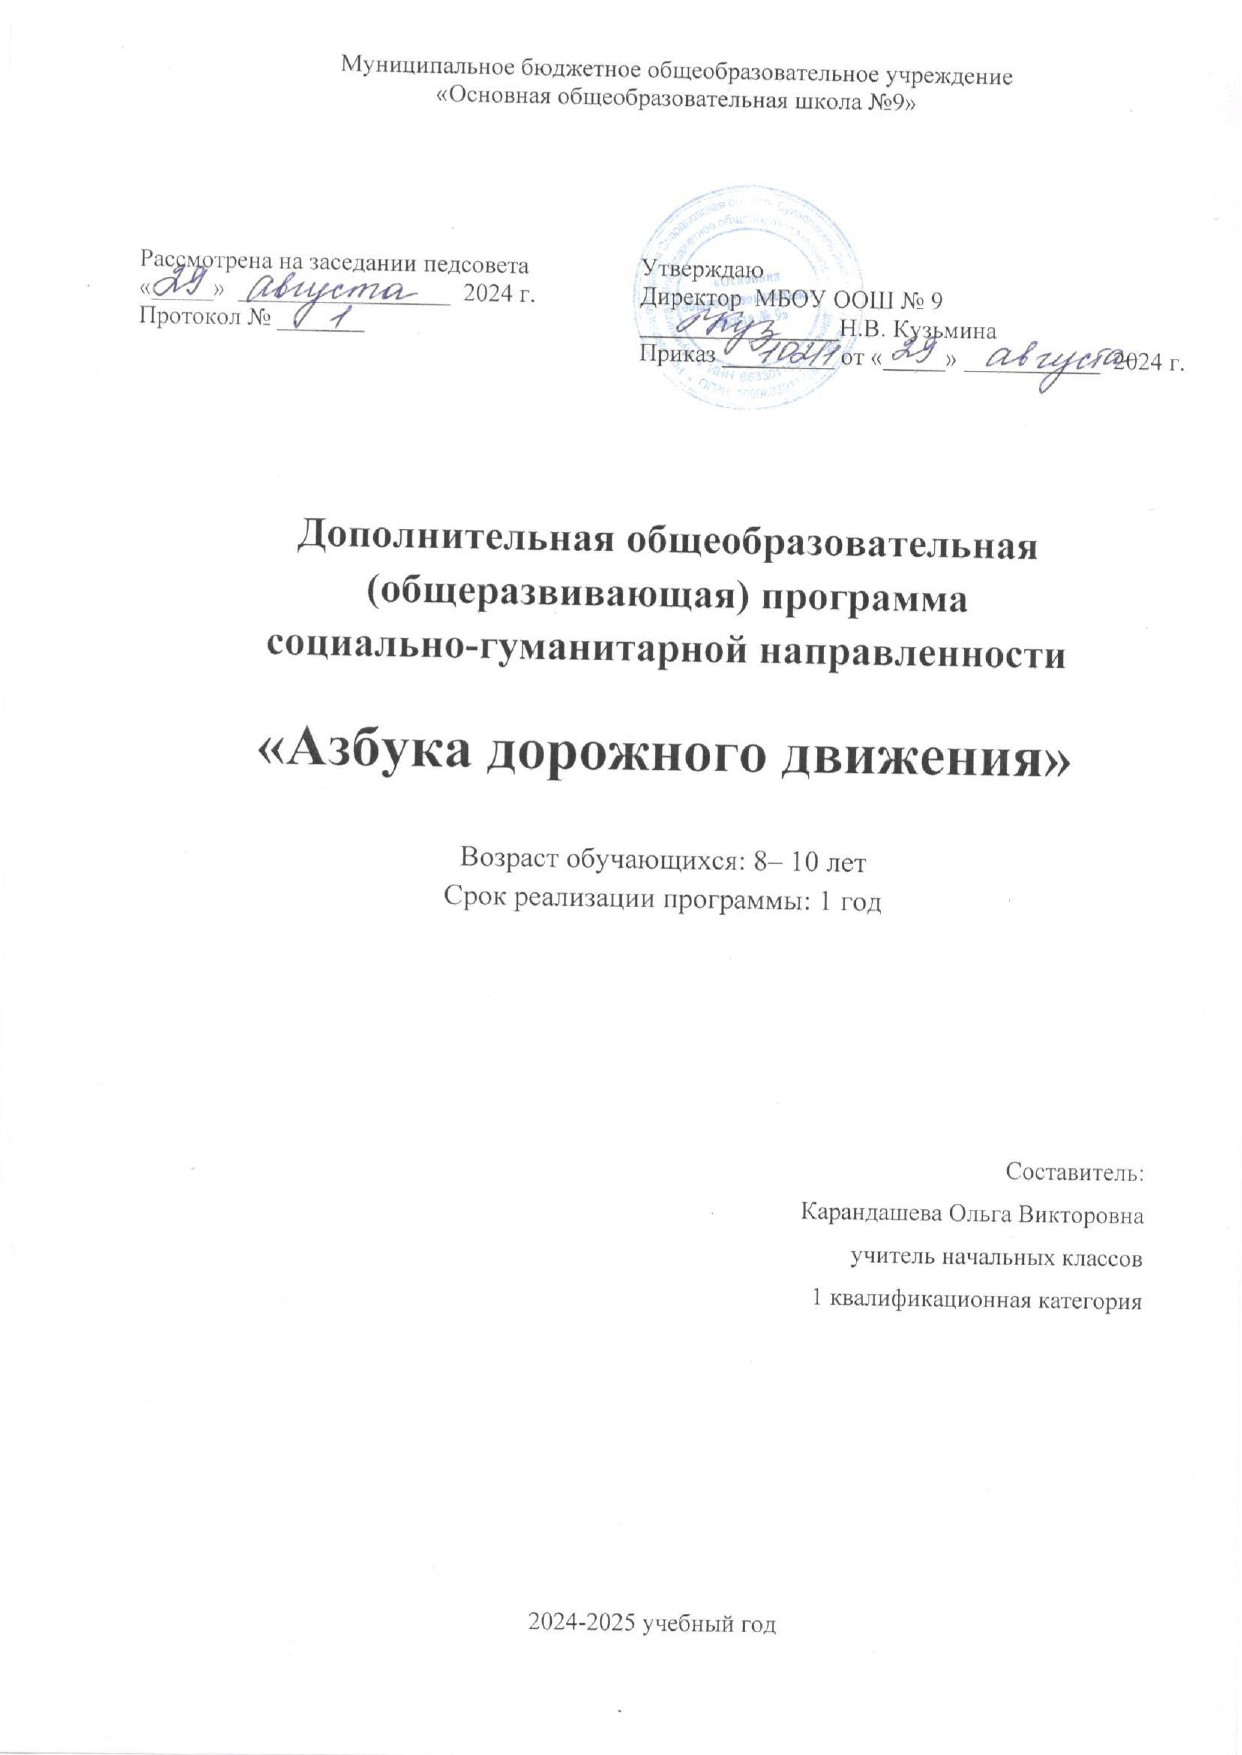 Муниципальное бюджетное общеобразовательное учреждение
«Основная общеобразовательная школа №9»
Рассмотрена на заседании педсовета
«29» августа 2024 г.
Протокол № 1
Утверждаю
Директор МБОУ ООШ № 9
Н.В. Кузьмина
Приказ 102/1 от «29» августа 2024 г.
Дополнительная общеобразовательная
(общеразвивающая) программа
социально-гуманитарной направленности
«Азбука дорожного движения»
Возраст обучающихся: 8– 10 лет
Срок реализации программы: 1 год
Составитель:
Карандашева Ольга Викторовна
учитель начальных классов
1 квалификационная категория
2024-2025 учебный год